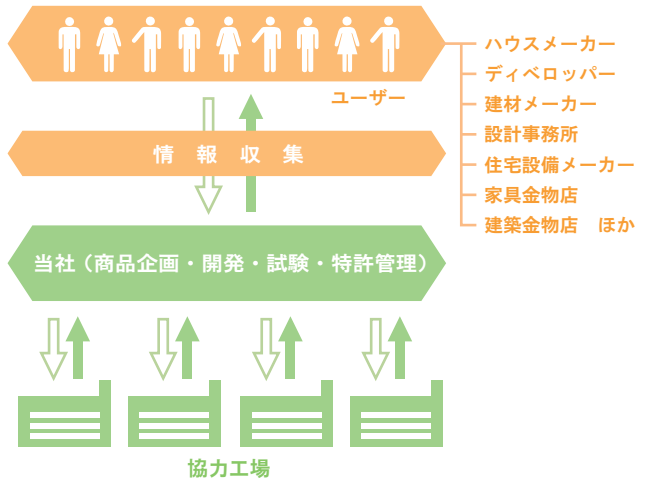 ハウスメーカー
ディベロッパー
建材メーカー
設計事務所
住宅設備メーカー
家具金物店
建築金物店　ほか
ユーザー
情報収集
当社（商品企画・開発・試験・特許管理）
協力工場